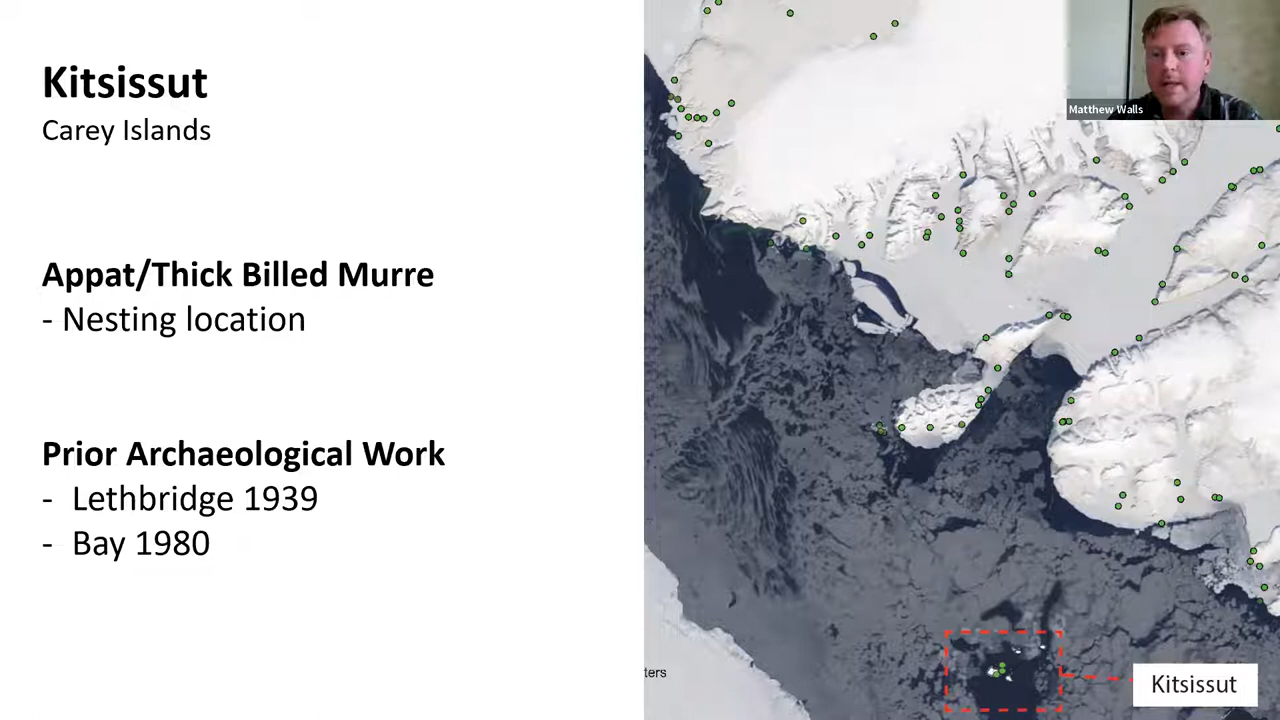 Kitsissut
Carey Islands
Appat/Thick Billed Murre
- Nesting location
Prior Archaeological Work
- Lethbridge 1939
- Bay 1980
Matthew Walls
ters
Kitsissut